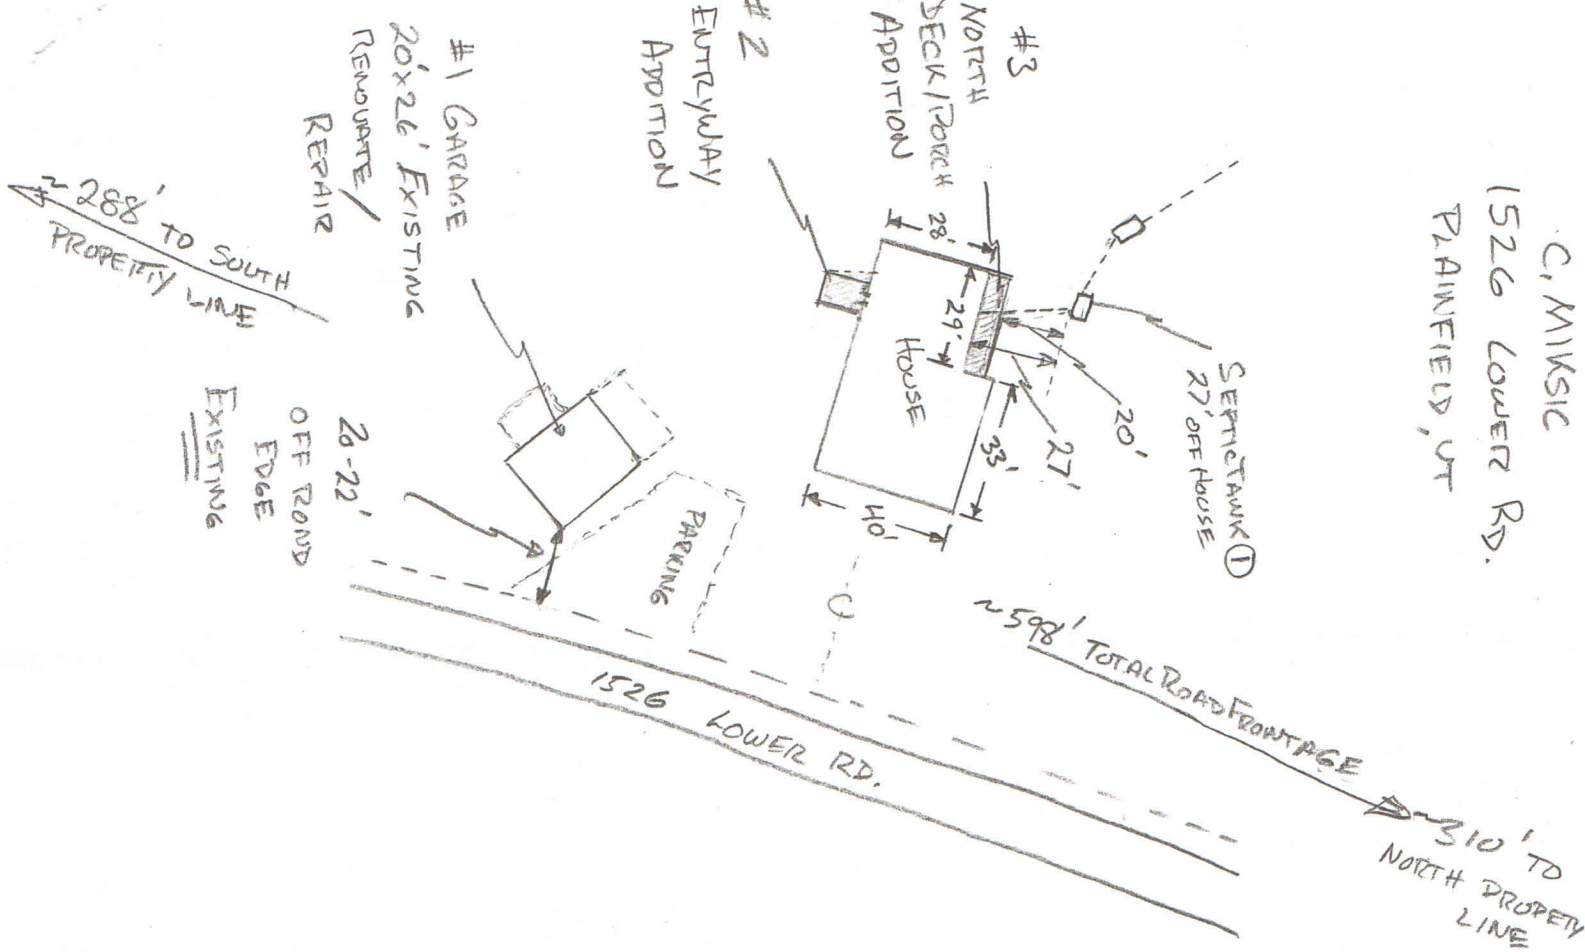 C. MIKSIC
1526 LOWER RD.
PLAINFIELD, VT
#3
NORTH
DECK/PORCH
ADDITION
#2
ENTRYWAY
ADDITION
#1 GARAGE
20'x26' EXISTING
RENOVATE/
REPAIR
~288' TO SOUTH
PROPERTY LINE
SEPTIC TANK ①
27' OFF HOUSE
28'
29'
HOUSE
20'
27'
33'
40'
PARKING
20-22'
OFF ROAD
EDGE
EXISTING
~598' TOTAL ROAD FRONTAGE
~310' TO
NORTH PROPERTY
LINE
1526 LOWER RD.